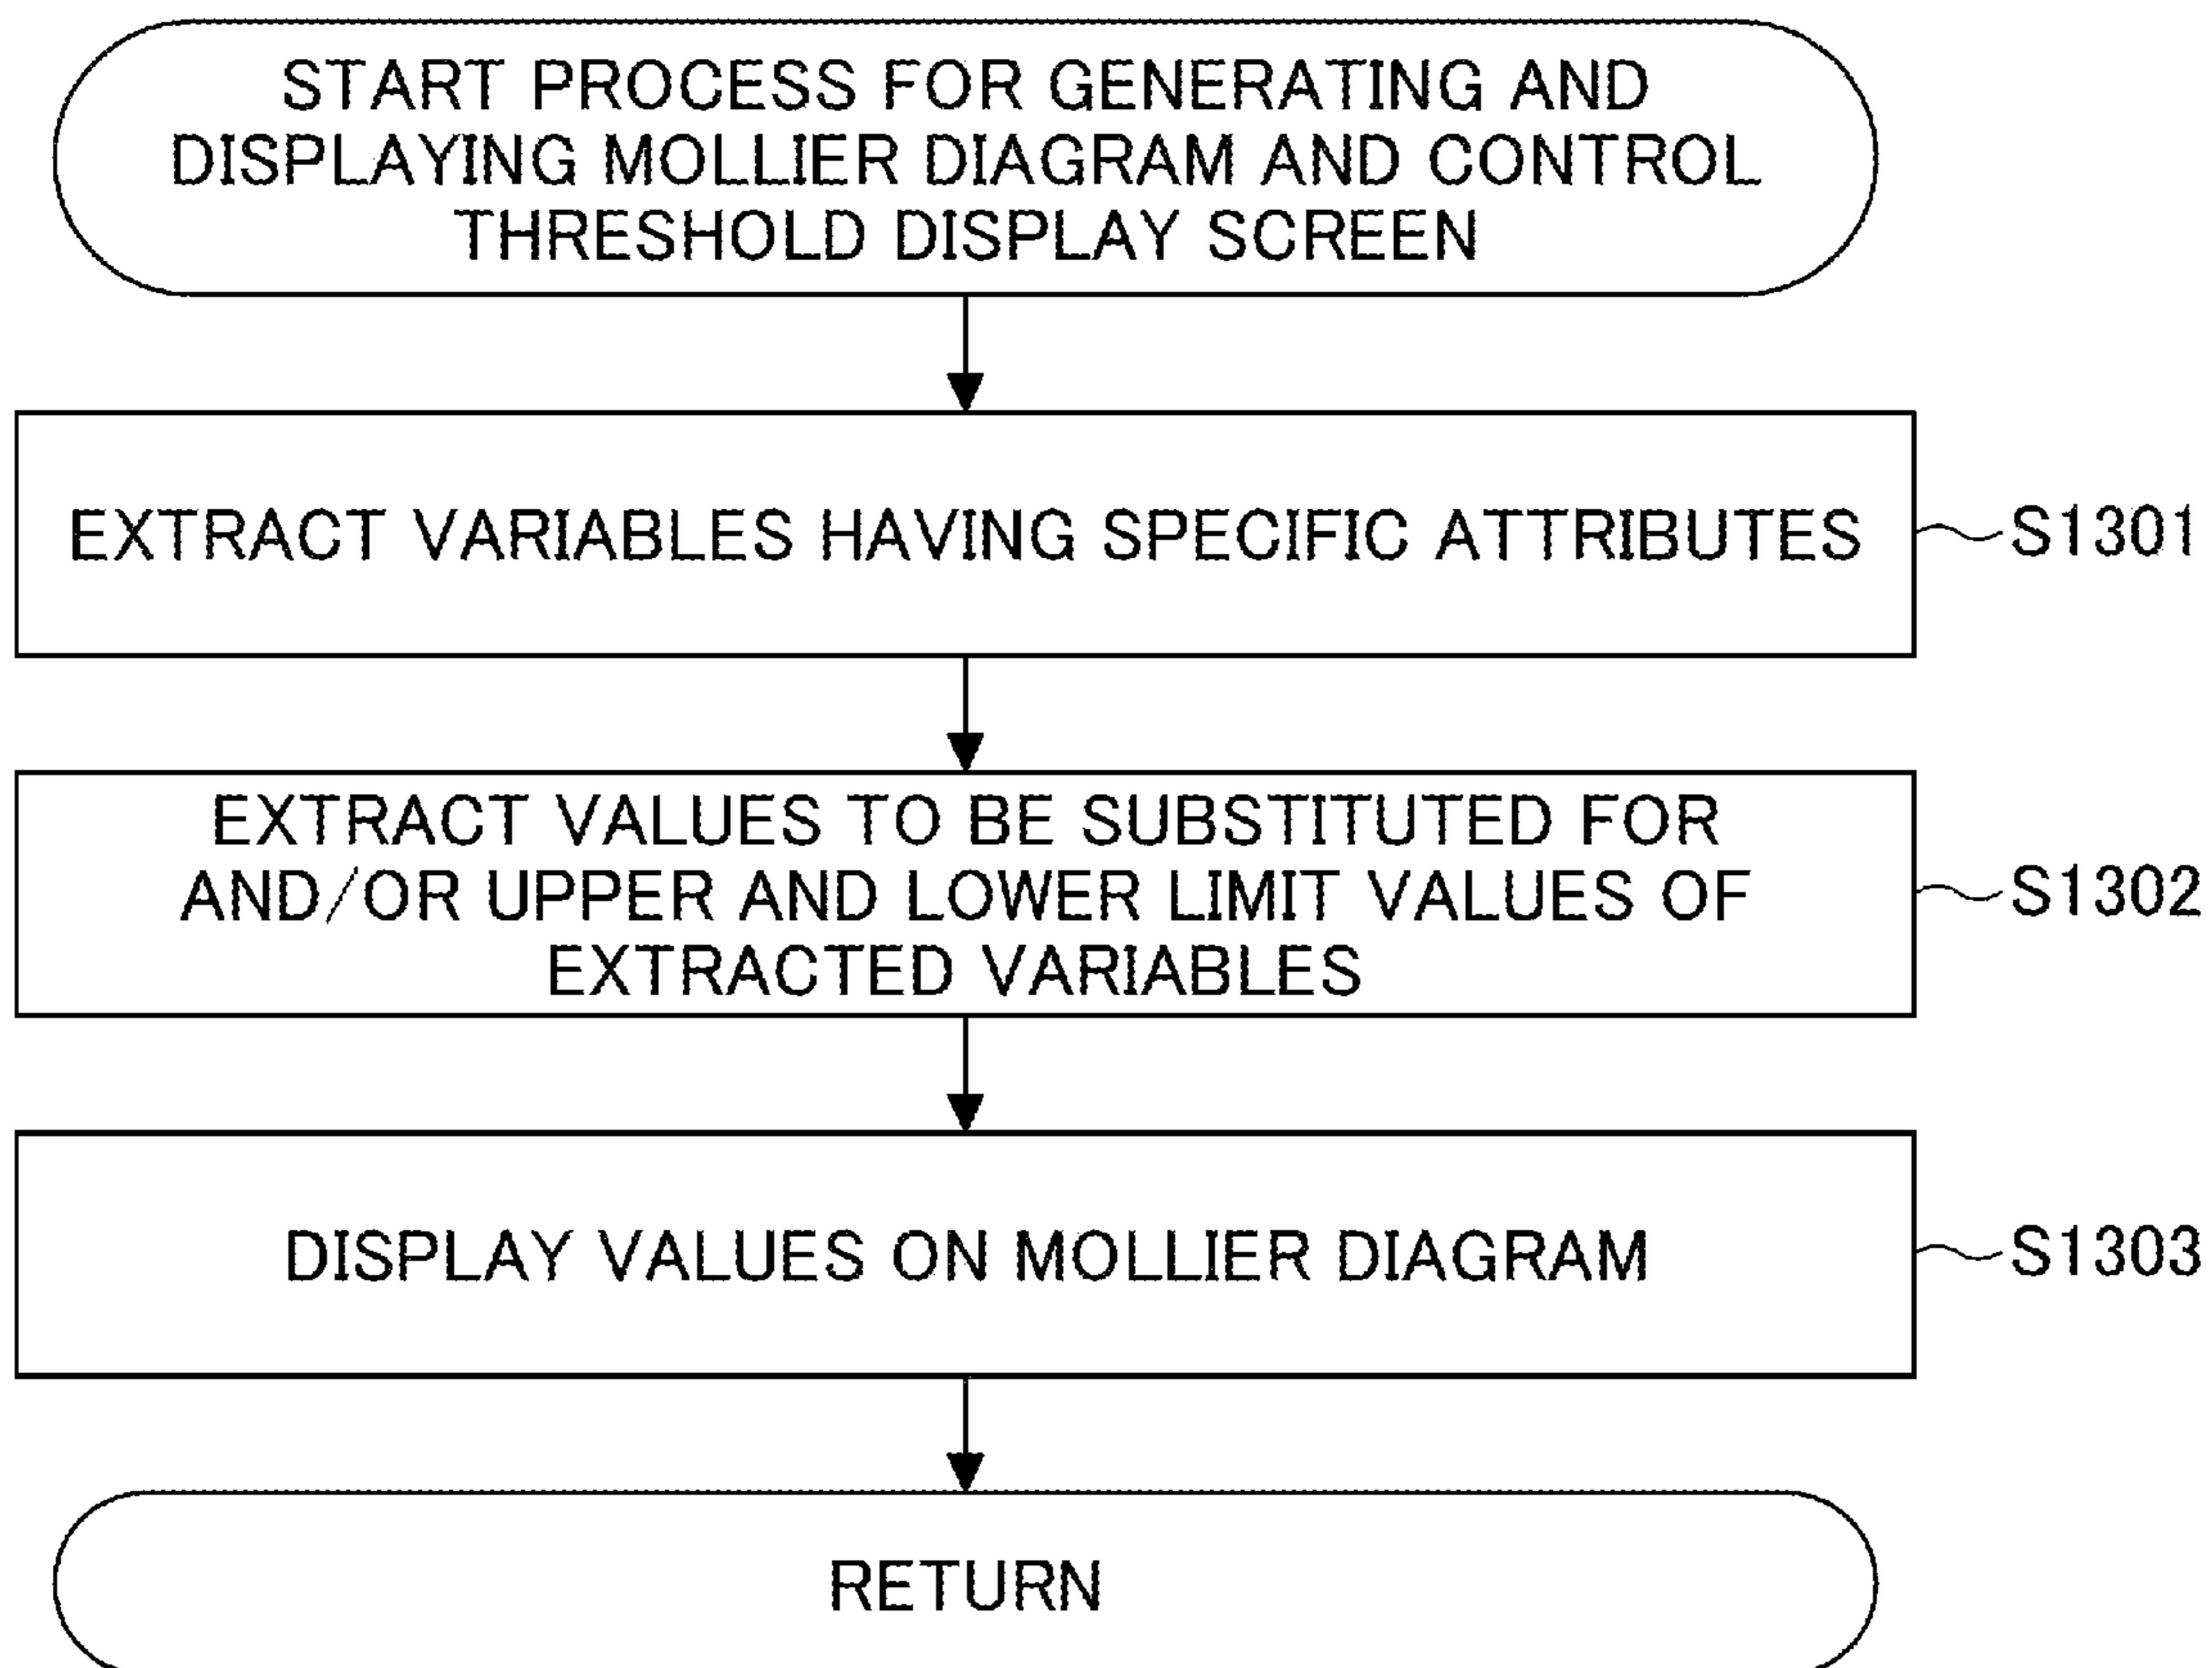 START PROCESS FOR GENERATING AND
DISPLAYING MOLLIER DIAGRAM AND CONTROL
THRESHOLD DISPLAY SCREEN
EXTRACT VARIABLES HAVING SPECIFIC ATTRIBUTES
S1301
EXTRACT VALUES TO BE SUBSTITUTED FOR
AND/OR UPPER AND LOWER LIMIT VALUES OF
EXTRACTED VARIABLES
S1302
DISPLAY VALUES ON MOLLIER DIAGRAM
S1303
RETURN